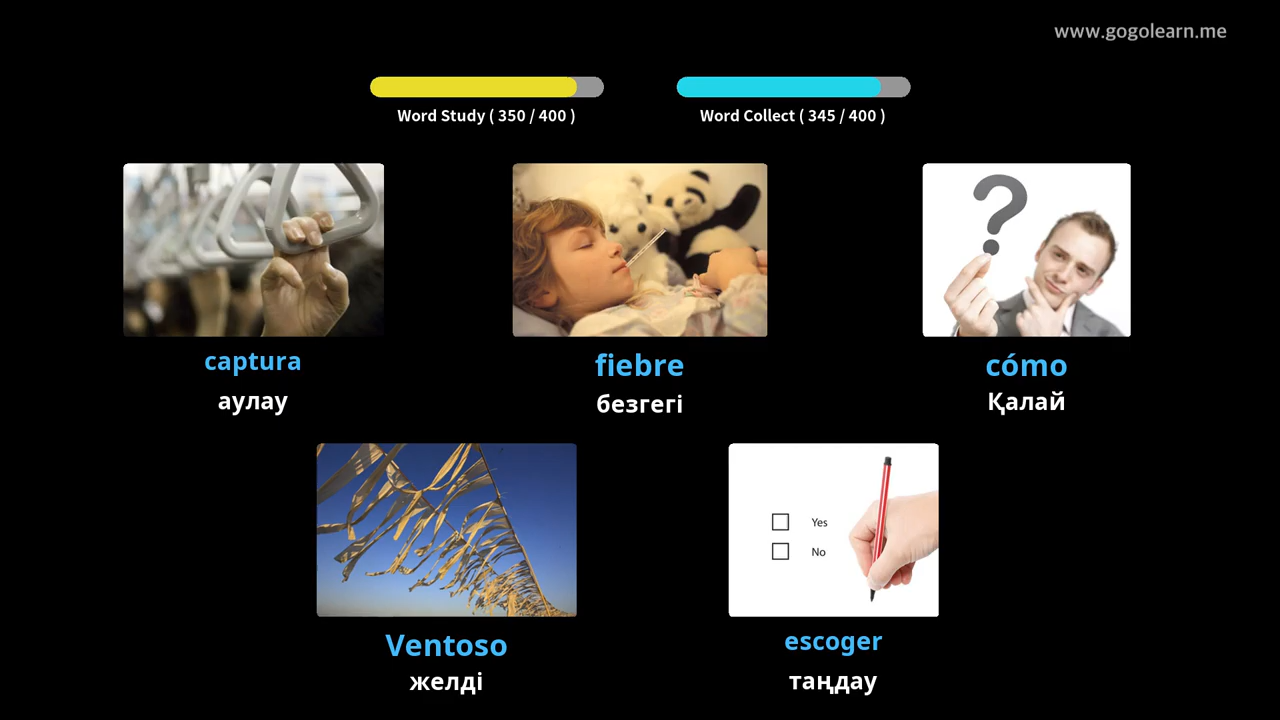 www.gogolearn.me
Word Study ( 350 / 400 )
Word Collect ( 345 / 400 )
captura
аулау
fiebre
безгегі
cómo
Қалай
Yes
No
Ventoso
желді
escoger
таңдау